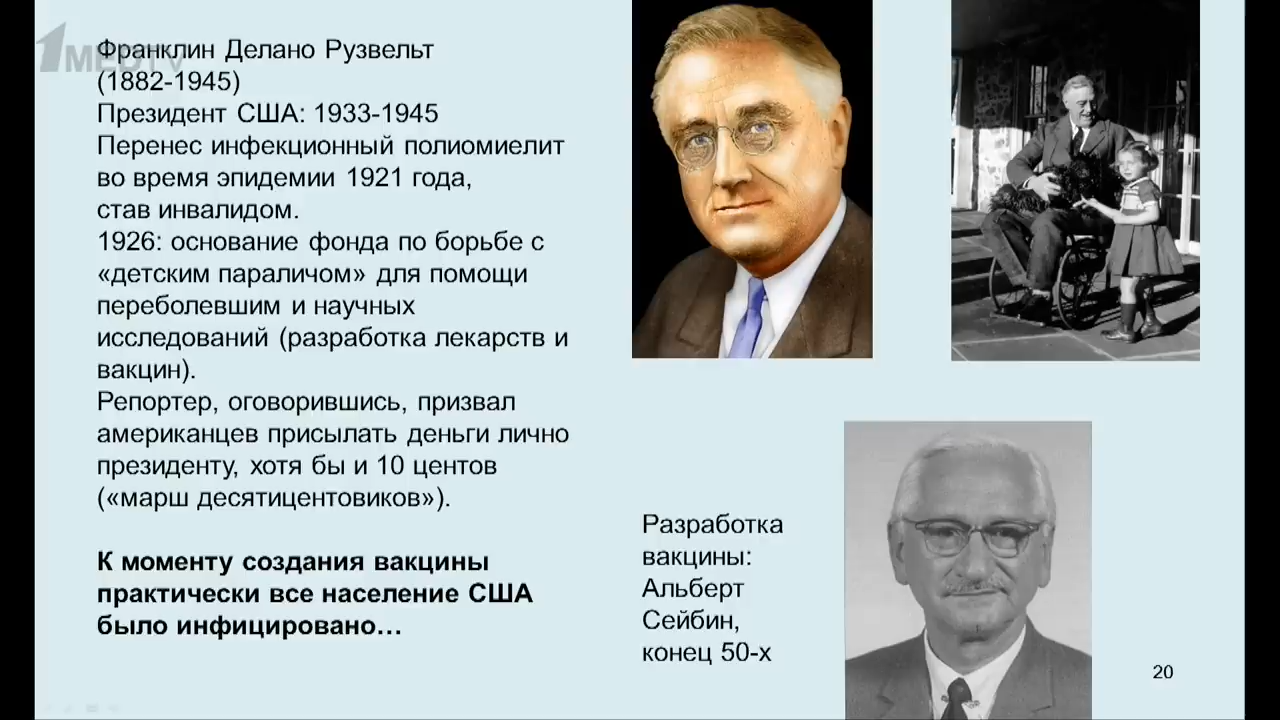 1MEDTV
Франклин Делано Рузвельт
(1882-1945)
Президент США: 1933-1945
Перенес инфекционный полиомиелит
во время эпидемии 1921 года,
став инвалидом.
1926: основание фонда по борьбе с
«детским параличом» для помощи
переболевшим и научных
исследований (разработка лекарств и
вакцин).
Репортер, оговорившись, призвал
американцев присылать деньги лично
президенту, хотя бы и 10 центов
(«марш десятицентовиков»).
К моменту создания вакцины
практически все население США
было инфицировано…
Разработка
вакцины:
Альберт
Сейбин,
конец 50-х
20